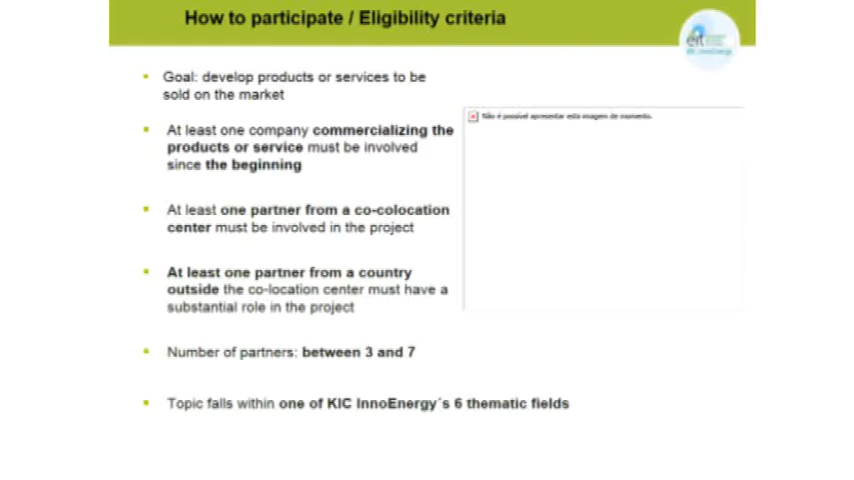 How to participate / Eligibility criteria
eit
Goal: develop products or services to be
sold on the market
At least one company commercializing the
products or service must be involved
since the beginning
Não é possível apresentar esta imagem de momento.
At least one partner from a co-colocation
center must be involved in the project
At least one partner from a country
outside the co-location center must have a
substantial role in the project
Number of partners: between 3 and 7
Topic falls within one of KIC InnoEnergy´s 6 thematic fields